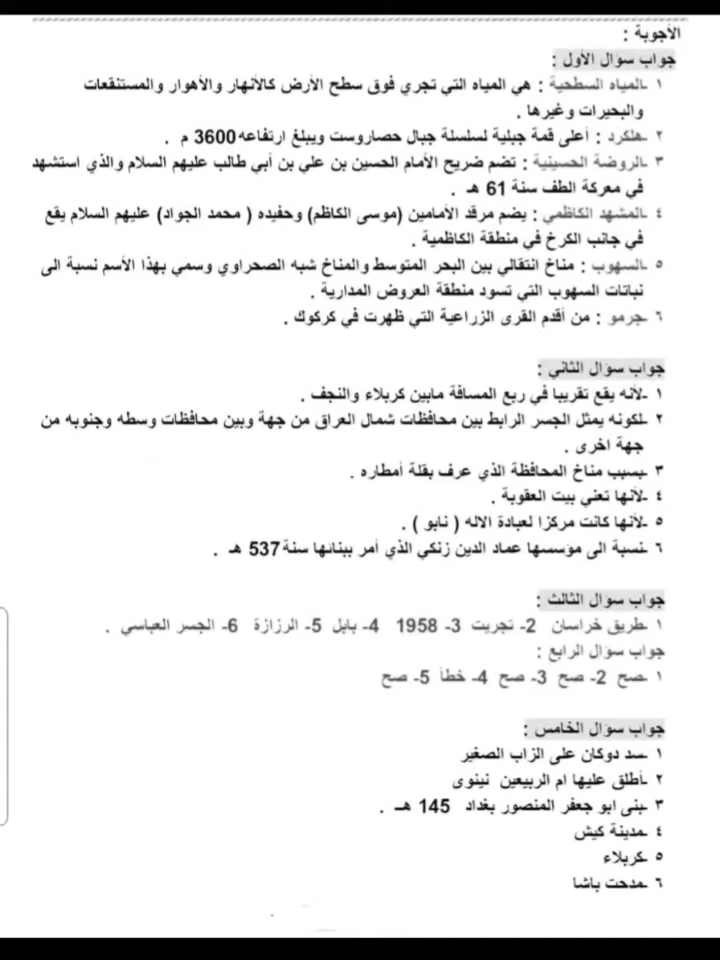 الأجوبة :
جواب سؤال الأول :
١ -المياه السطحية : هي المياه التي تجري فوق سطح الأرض كالأنهار والأهوار والمستنقعات
والبحيرات وغيرها .
٢ -هلكرد : أعلى قمة جبلية لسلسلة جبال حصاروست ويبلغ ارتفاعه 3600 م .
٣ -الروضة الحسينية : تضم ضريح الأمام الحسين بن علي بن أبي طالب عليهم السلام والذي استشهد
في معركة الطف سنة 61 هـ .
٤ -المشهد الكاظمي : يضم مرقد الأمامين (موسى الكاظم) وحفيده ( محمد الجواد) عليهم السلام يقع
في جانب الكرخ في منطقة الكاظمية .
٥ -السهوب : مناخ انتقالي بين البحر المتوسط والمناخ شبه الصحراوي وسمي بهذا الأسم نسبة الى
نباتات السهوب التي تسود منطقة العروض المدارية .
٦ -جرمو : من أقدم القرى الزراعية التي ظهرت في كركوك .
جواب سؤال الثاني :
١ -لأنه يقع تقريبا في ربع المسافة مابين كربلاء والنجف .
٢ -لكونه يمثل الجسر الرابط بين محافظات شمال العراق من جهة وبين محافظات وسطه وجنوبه من
جهة اخرى .
٣ -بسبب مناخ المحافظة الذي عرف بقلة أمطاره .
٤ -لأنها تعني بيت العقوبة .
٥ -لأنها كانت مركزا لعبادة الاله ( نابو ) .
٦ -نسبة الى مؤسسها عماد الدين زنكي الذي أمر ببنائها سنة 537 هـ .
جواب سؤال الثالث :
١ -طريق خراسان 2- تجريت 3- 1958 4- بابل 5- الرزازة 6- الجسر العباسي .
جواب سؤال الرابع :
١ -صح 2- صح 3- صح 4- خطأ 5- صح
جواب سؤال الخامس :
١ -سد دوكان على الزاب الصغير
٢ -أطلق عليها ام الربيعين نينوى
٣ -بنى ابو جعفر المنصور بغداد 145 هـ .
٤ -مدينة كيش
٥ -كربلاء
٦ -مدحت باشا